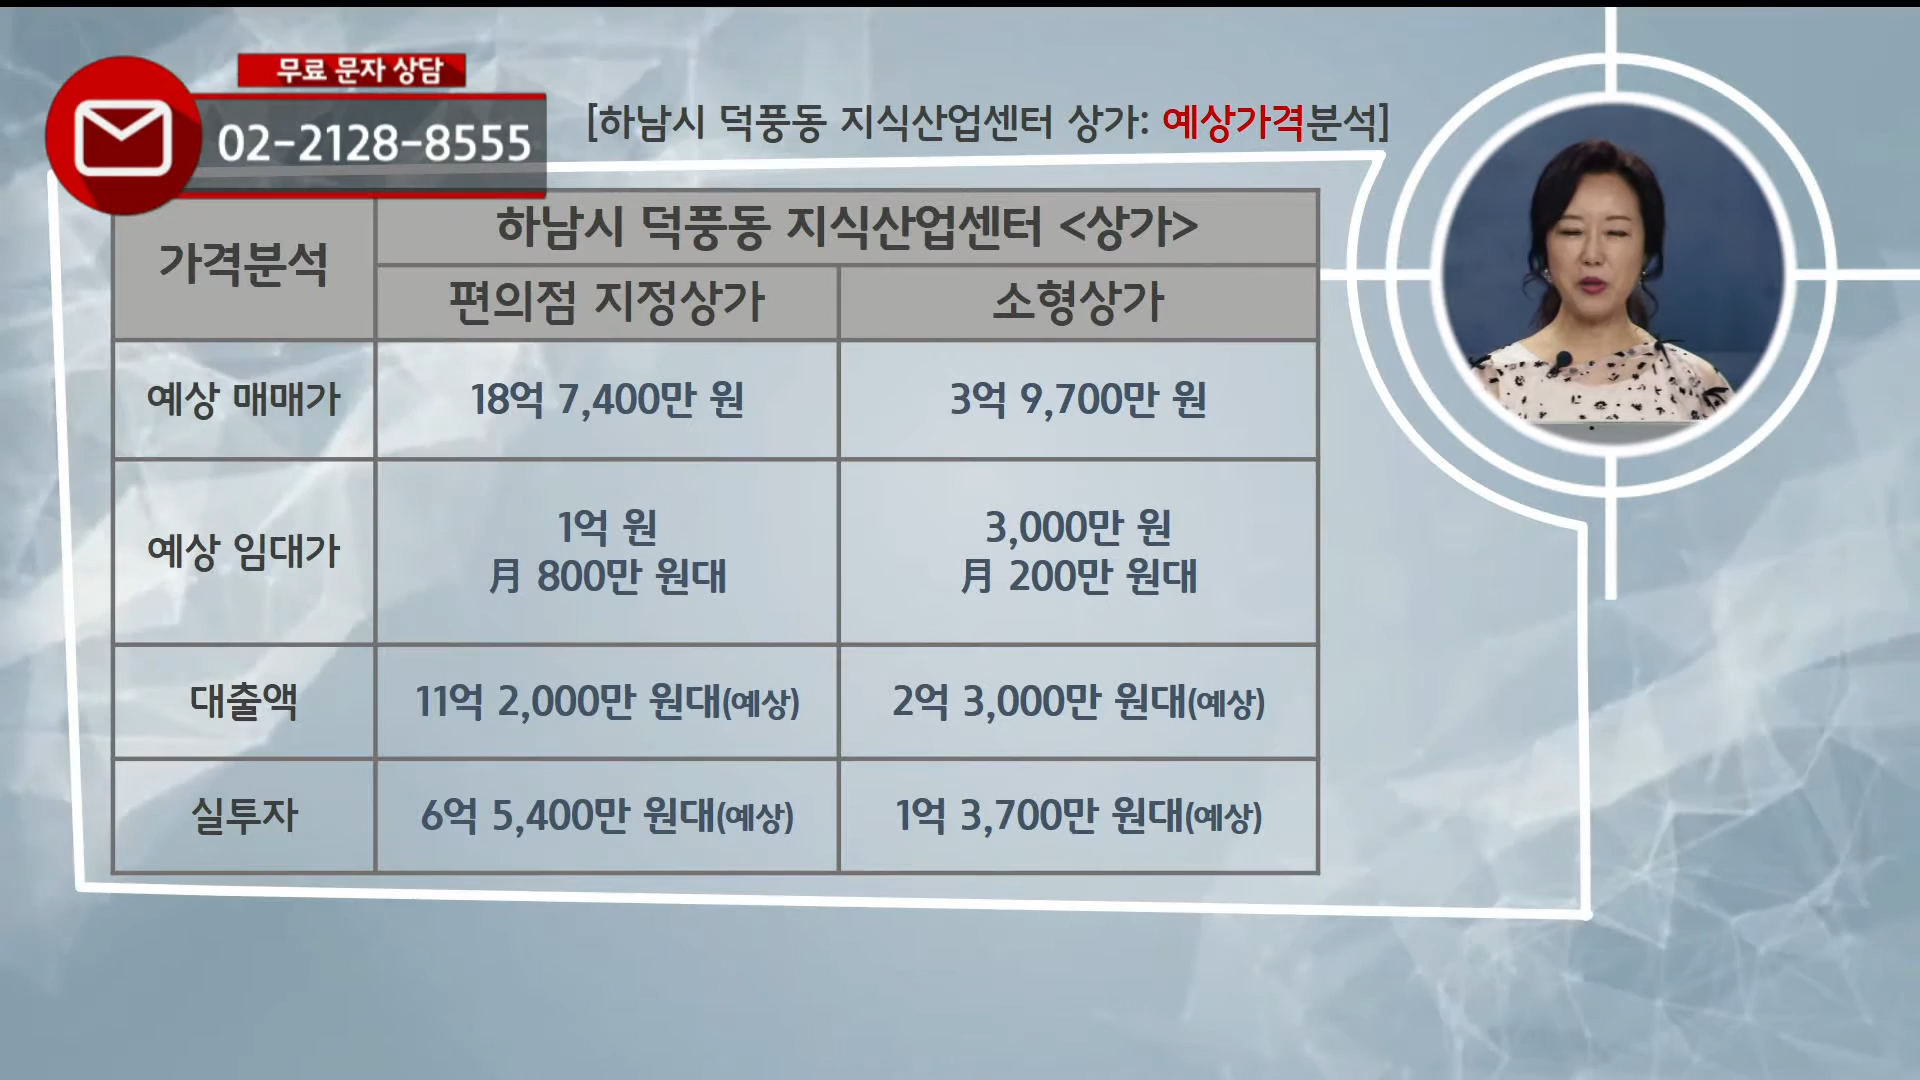 무료 문자 상담
02-2128-8555
[하남시 덕풍동 지식산업센터 상가: 예상가격분석]
가격분석
하남시 덕풍동 지식산업센터 <상가>
편의점 지정상가
소형상가
예상 매매가
18억 7,400만 원
3억 9,700만 원
예상 임대가
1억 원
月 800만 원대
3,000만 원
月 200만 원대
대출액
11억 2,000만 원대(예상)
2억 3,000만 원대(예상)
실투자
6억 5,400만 원대(예상)
1억 3,700만 원대(예상)